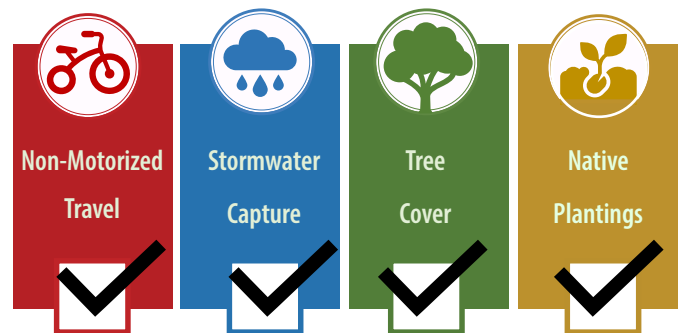 Non-Motorized
Travel
Stormwater
Capture
Tree
Cover
Native
Plantings